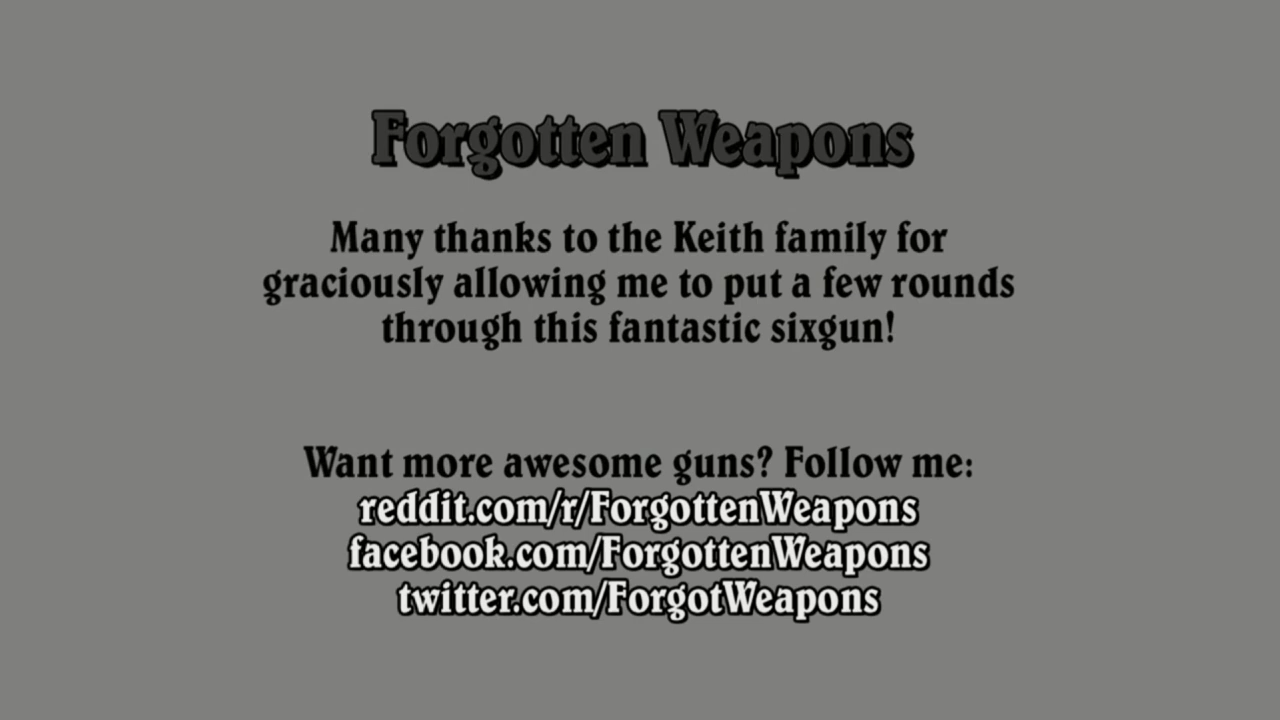 Forgotten Weapons
Many thanks to the Keith family for
graciously allowing me to put a few rounds
through this fantastic sixgun!
Want more awesome guns? Follow me:
reddit.com/r/ForgottenWeapons
facebook.com/ForgottenWeapons
twitter.com/ForgotWeapons